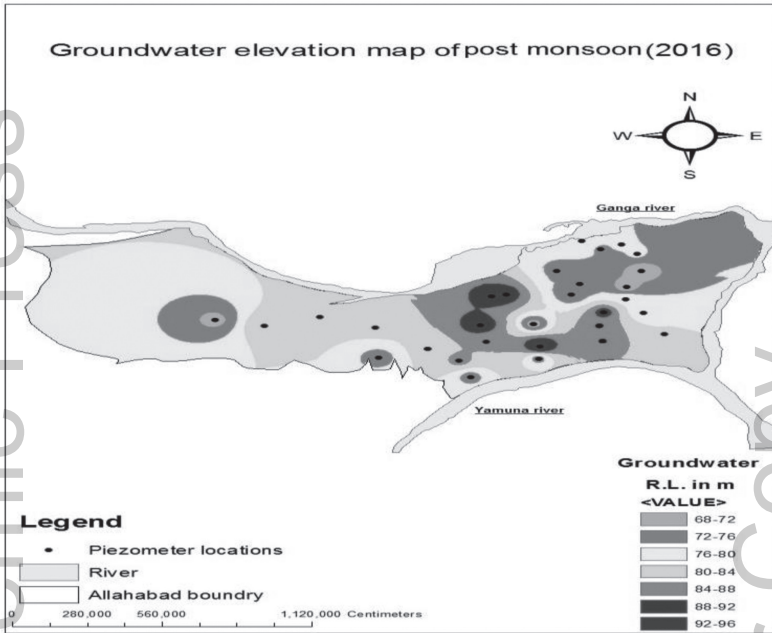 Groundwater elevation map of post monsoon (2016)
N
W E
S
Ganga river
Yamuna river
Groundwater
R.L. in m
<VALUE>
68-72
72-76
76-80
80-84
84-88
88-92
92-96
Legend
Piezometer locations
River
Allahabad boundry
0 280,000 560,000 1,120,000 Centimeters